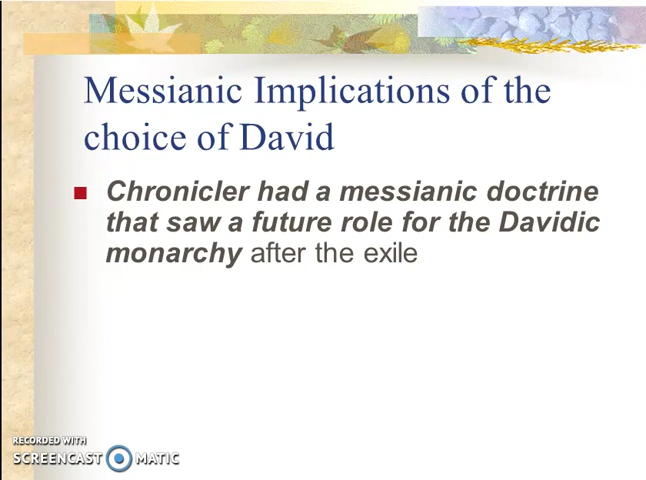 Messianic Implications of the
choice of David
Chronicler had a messianic doctrine
that saw a future role for the Davidic
monarchy after the exile
RECORDED WITH
SCREENCAST MATIC